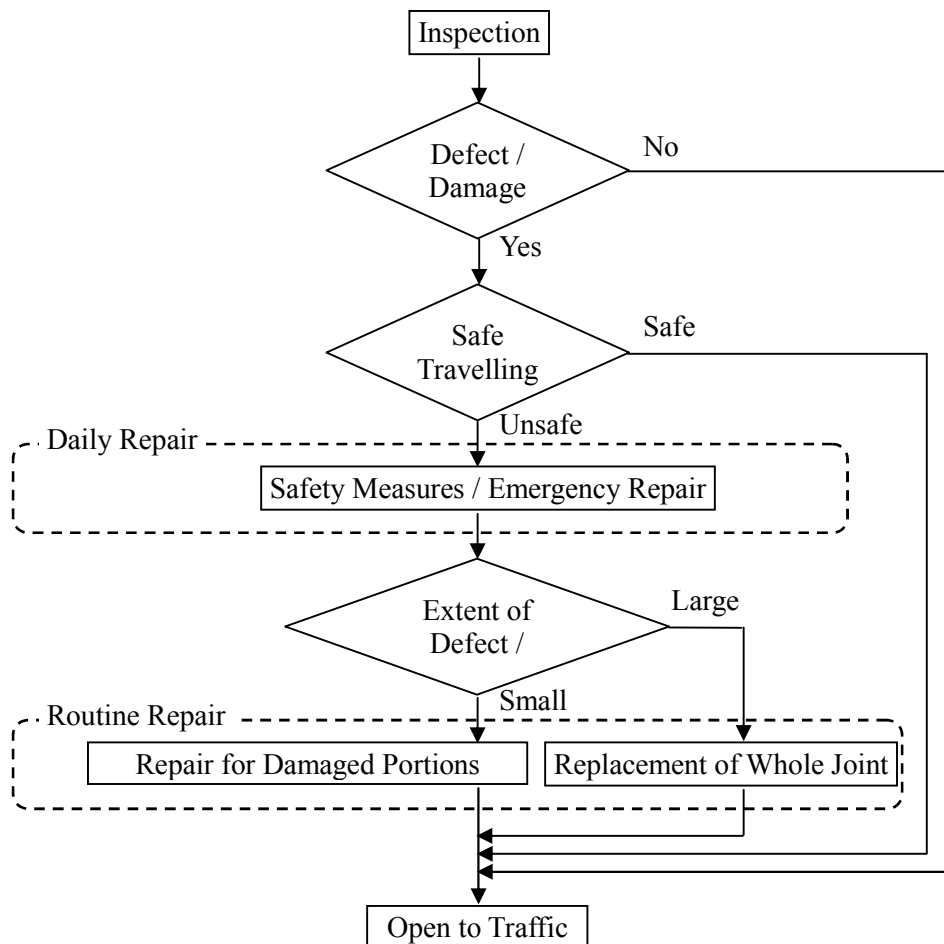 Inspection
Defect /
Damage
No
Yes
Safe
Travelling
Safe
Unsafe
Daily Repair
Safety Measures / Emergency Repair
Extent of
Defect /
Large
Small
Routine Repair
Repair for Damaged Portions
Replacement of Whole Joint
Open to Traffic